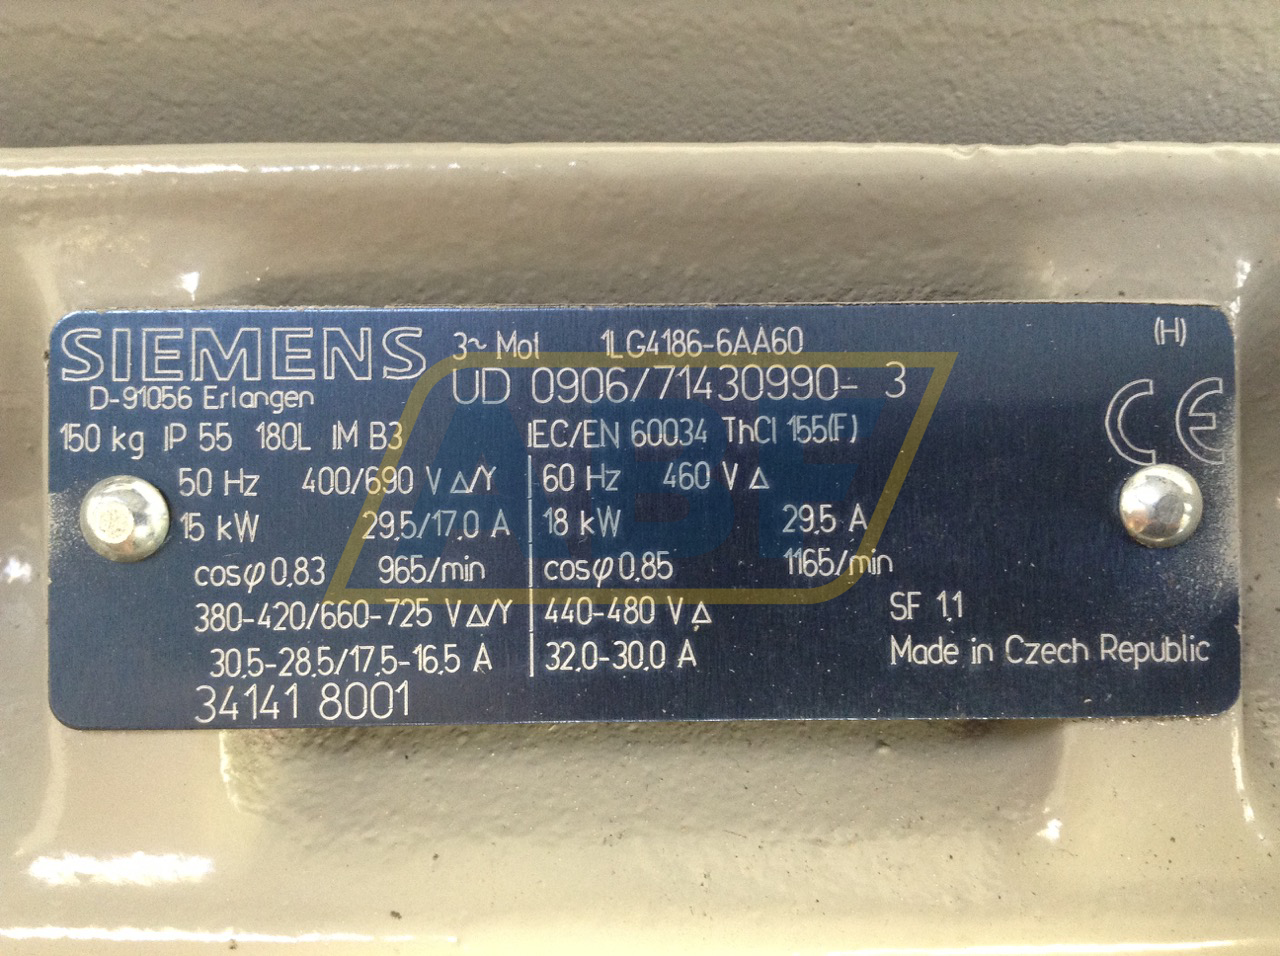 SIEMENS 3~ Mot 1LG4186-6AA60 (H)
D-91056 Erlangen UD 0906/71430990- 3
CE
150 kg IP 55 180L IM B3 IEC/EN 60034 ThCl 155(F)
50 Hz 400/690 V Δ/Y 60 Hz 460 V Δ
15 kW 29.5/17.0 A 18 kW 29.5 A
cosφ 0.83 965/min cosφ 0.85 1165/min
380-420/660-725 V Δ/Y 440-480 V Δ SF 1.1
30.5-28.5/17.5-16.5 A 32.0-30.0 A Made in Czech Republic
34141 8001
ABF